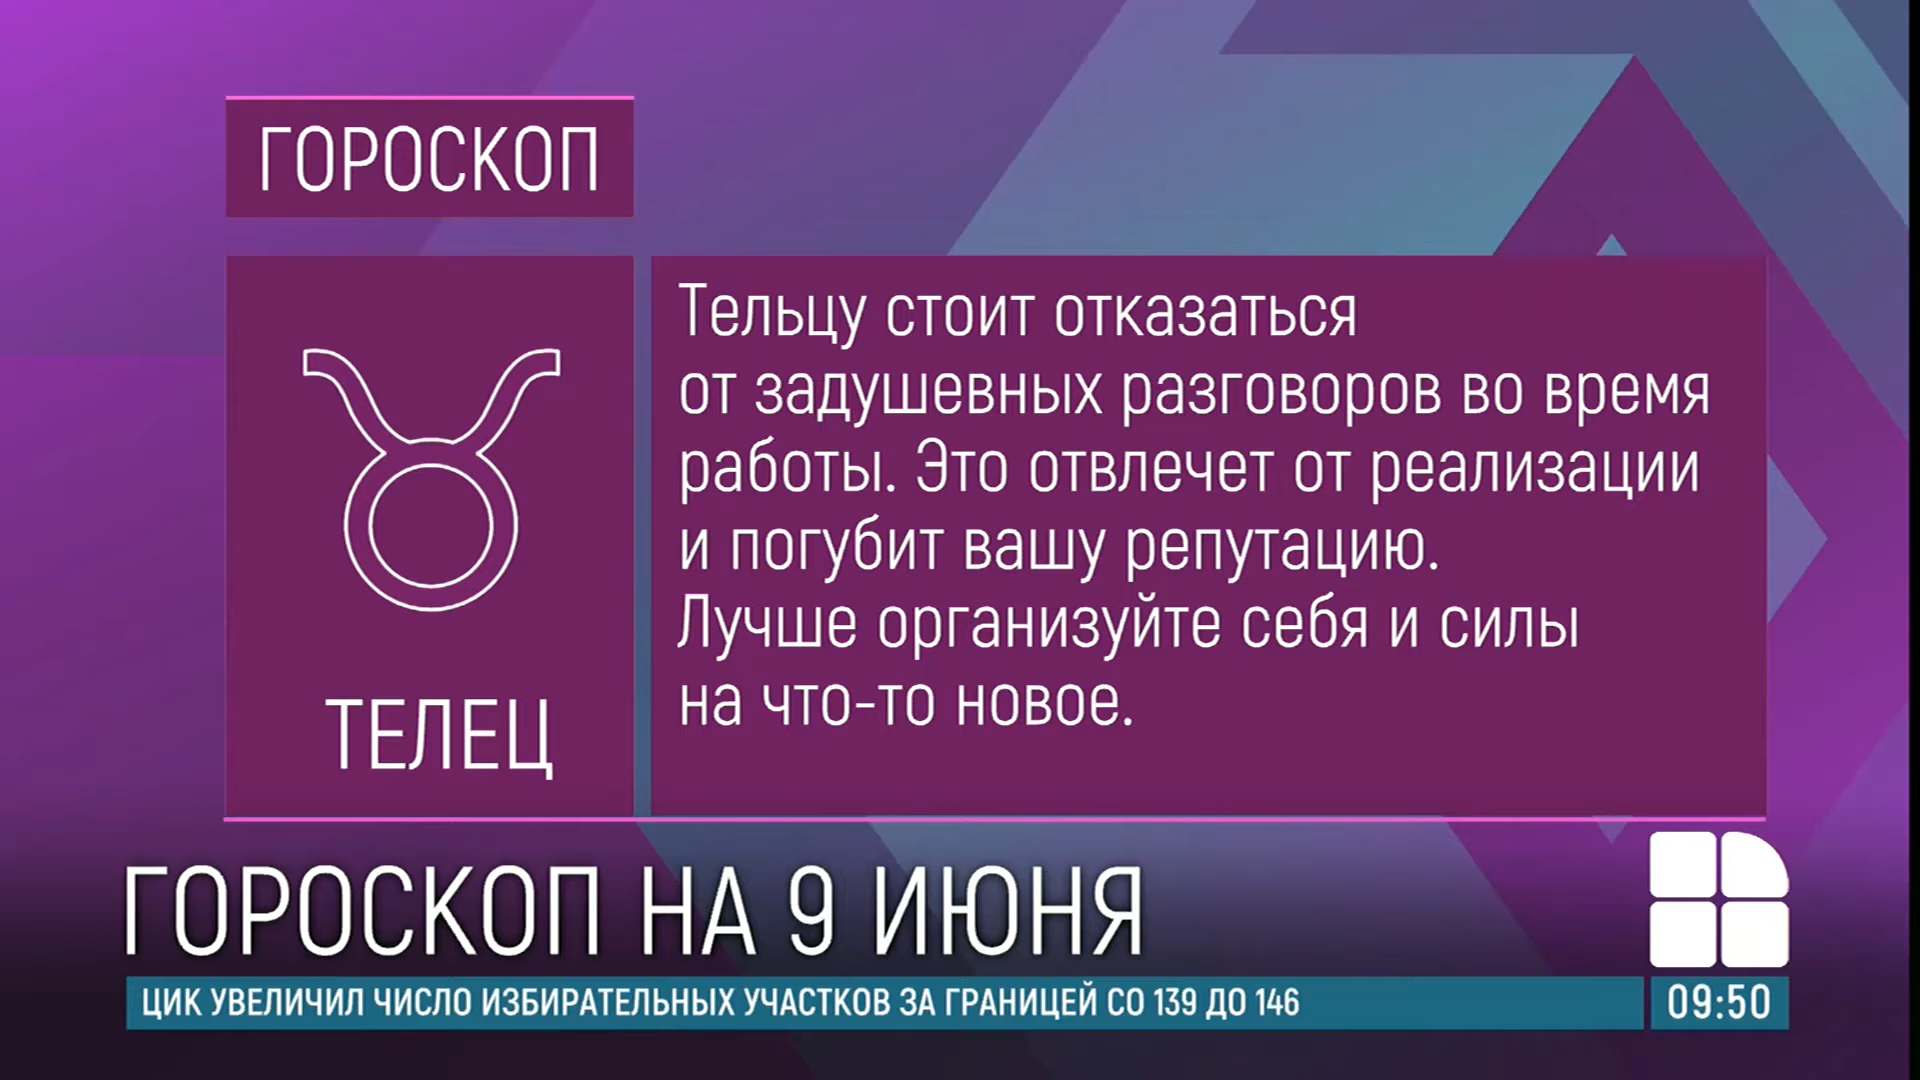 ГОРОСКОП
ТЕЛЕЦ
Тельцу стоит отказаться
от задушевных разговоров во время
работы. Это отвлечет от реализации
и погубит вашу репутацию.
Лучше организуйте себя и силы
на что-то новое.
ГОРОСКОП НА 9 ИЮНЯ
ЦИК УВЕЛИЧИЛ ЧИСЛО ИЗБИРАТЕЛЬНЫХ УЧАСТКОВ ЗА ГРАНИЦЕЙ СО 139 ДО 146
09:50